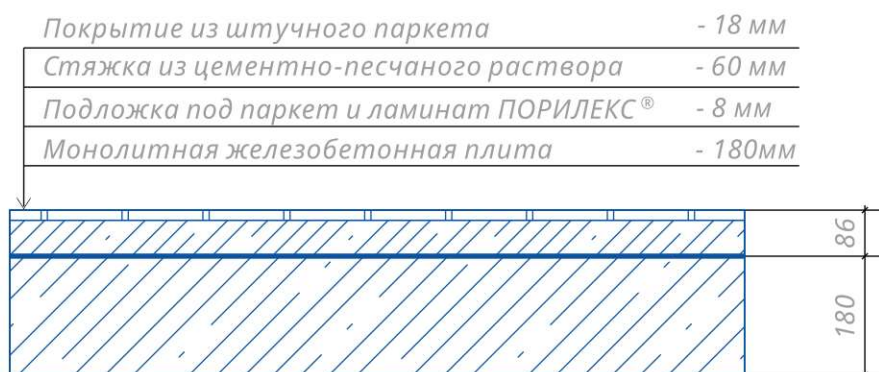 Покрытие из штучного паркета - 18 мм
Стяжка из цементно-песчаного раствора - 60 мм
Подложка под паркет и ламинат ПОРИЛЕКС® - 8 мм
Монолитная железобетонная плита - 180мм
86
180